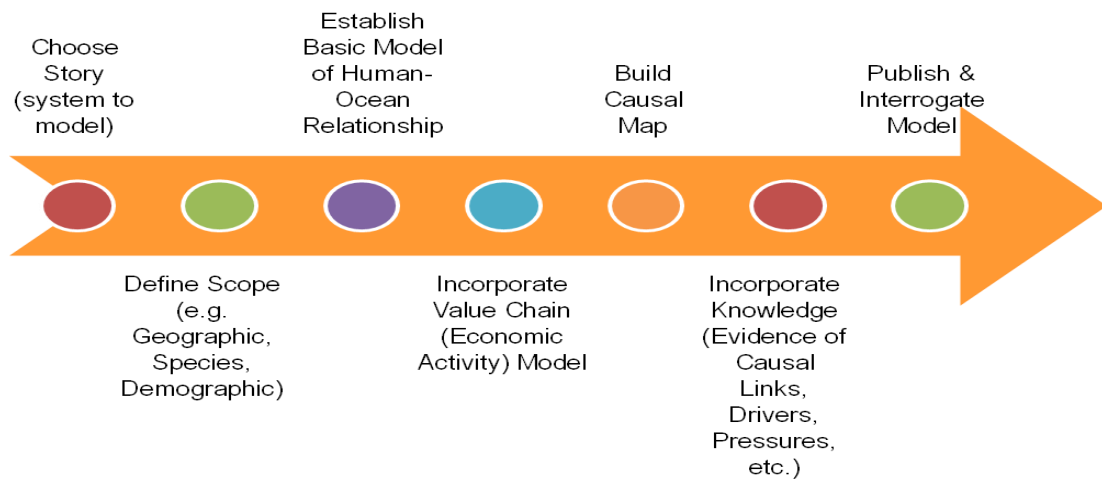 Choose
Story
(system to
model)
Define Scope
(e.g.
Geographic,
Species,
Demographic)
Establish
Basic Model
of Human-
Ocean
Relationship
Incorporate
Value Chain
(Economic
Activity) Model
Build
Causal
Map
Incorporate
Knowledge
(Evidence of
Causal
Links,
Drivers,
Pressures,
etc.)
Publish &
Interrogate
Model